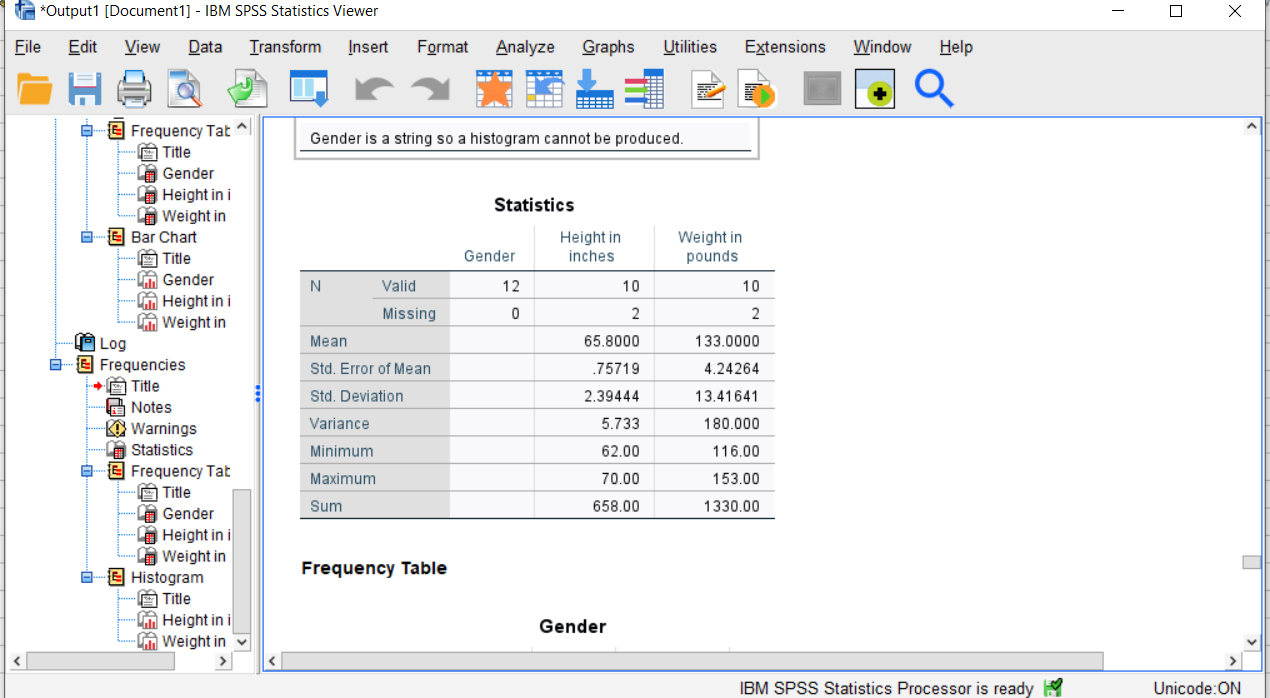 *Output1 [Document1] - IBM SPSS Statistics Viewer
File Edit View Data Transform Insert Format Analyze Graphs Utilities Extensions Window Help
Frequency Tab
Title
Gender
Height in i
Weight in
Bar Chart
Title
Gender
Height in i
Weight in
Log
Frequencies
Title
Notes
Warnings
Statistics
Frequency Tab
Title
Gender
Height in i
Weight in
Histogram
Title
Height in i
Weight in
Gender is a string so a histogram cannot be produced.
Statistics
Gender Height in inches Weight in pounds
N Valid 12 10 10
Missing 0 2 2
Mean 65.8000 133.0000
Std. Error of Mean .75719 4.24264
Std. Deviation 2.39444 13.41641
Variance 5.733 180.000
Minimum 62.00 116.00
Maximum 70.00 153.00
Sum 658.00 1330.00
Frequency Table
Gender
IBM SPSS Statistics Processor is ready Unicode:ON